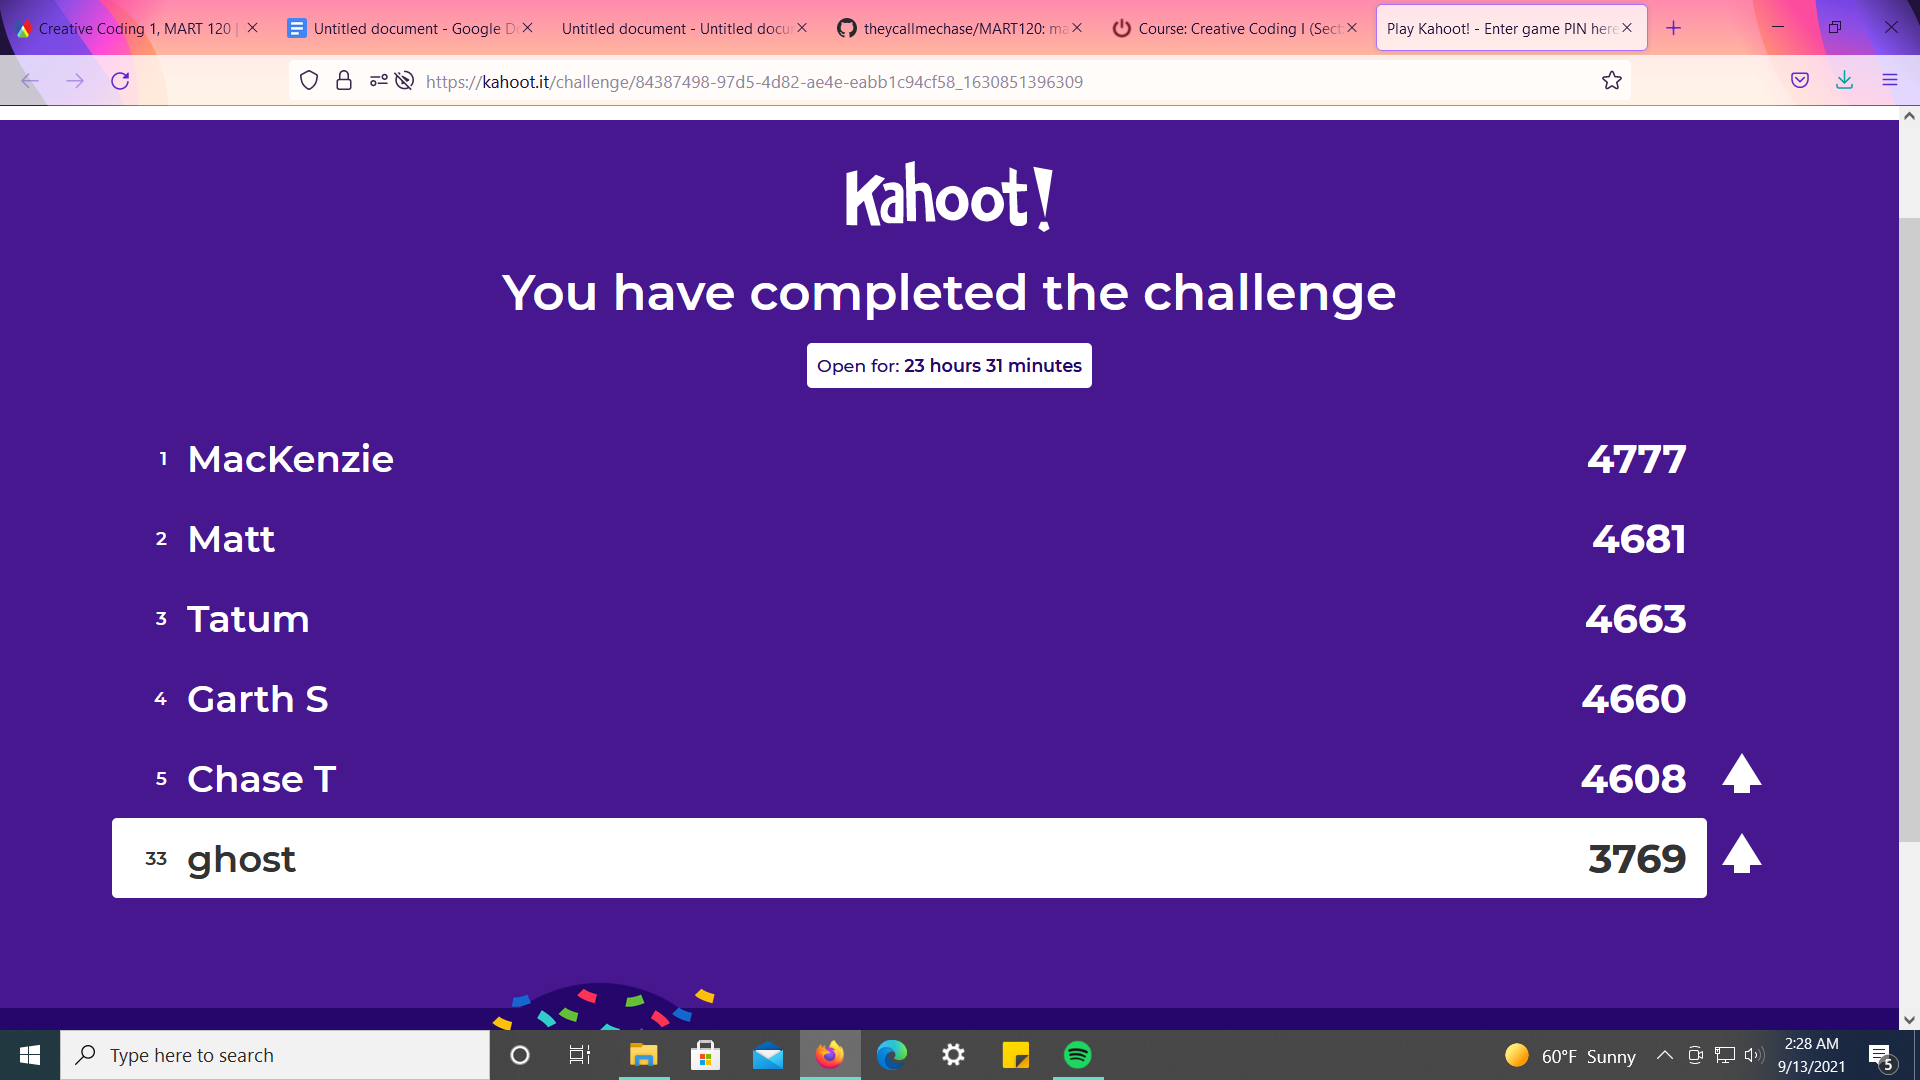 Creative Coding 1, MART 120 |
Untitled document - Google D
Untitled document - Untitled docu
theycallmechase/MART120: ma
Course: Creative Coding I (Sect
Play Kahoot! - Enter game PIN here
https://kahoot.it/challenge/84387498-97d5-4d82-ae4e-eabb1c94cf58_1630851396309
Kahoot!
You have completed the challenge
Open for: 23 hours 31 minutes
1 MacKenzie 4777
2 Matt 4681
3 Tatum 4663
4 Garth S 4660
5 Chase T 4608
33 ghost 3769
Type here to search
60°F Sunny
2:28 AM
9/13/2021
5